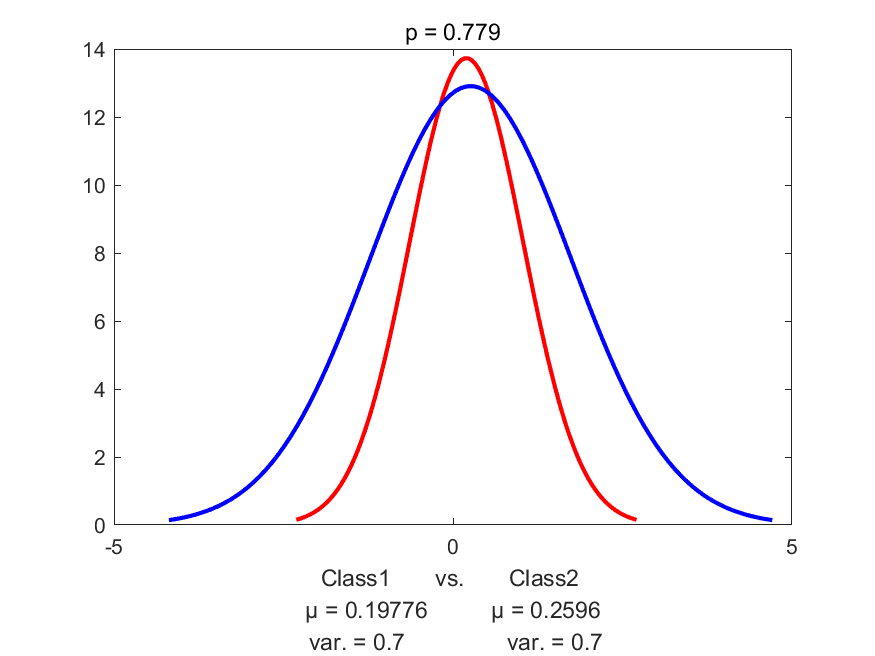 p = 0.779
14
12
10
8
6
4
2
0
-5 0 5
Class1 vs. Class2
μ = 0.19776 μ = 0.2596
var. = 0.7 var. = 0.7